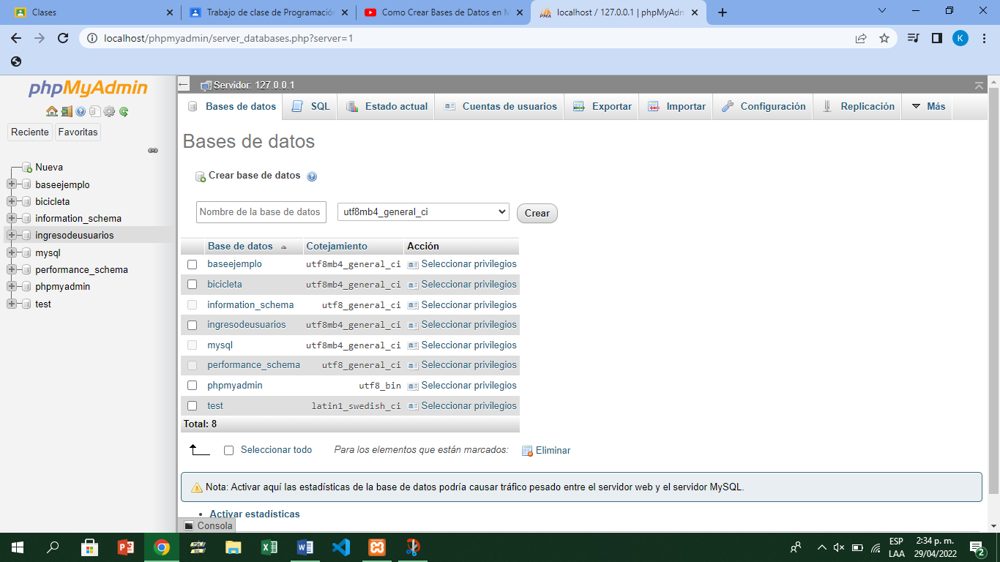 Clases
Trabajo de clase de Programación
Como Crear Bases de Datos en M
localhost / 127.0.0.1 | phpMyAdm
localhost/phpmyadmin/server_databases.php?server=1
K
phpMyAdmin
Reciente
Favoritas
Nueva
baseejemplo
bicicleta
information_schema
ingresodeusuarios
mysql
performance_schema
phpmyadmin
test
Servidor: 127.0.0.1
Bases de datos
SQL
Estado actual
Cuentas de usuarios
Exportar
Importar
Configuración
Replicación
Más
Bases de datos
Crear base de datos
Nombre de la base de datos
utf8mb4_general_ci
Crear
Base de datos Cotejamiento Acción
baseejemplo utf8mb4_general_ci Seleccionar privilegios
bicicleta utf8mb4_general_ci Seleccionar privilegios
information_schema utf8_general_ci Seleccionar privilegios
ingresodeusuarios utf8mb4_general_ci Seleccionar privilegios
mysql utf8mb4_general_ci Seleccionar privilegios
performance_schema utf8_general_ci Seleccionar privilegios
phpmyadmin utf8_bin Seleccionar privilegios
test latin1_swedish_ci Seleccionar privilegios
Total: 8
Seleccionar todo Para los elementos que están marcados: Eliminar
Nota: Activar aquí las estadísticas de la base de datos podría causar tráfico pesado entre el servidor web y el servidor MySQL.
• Activar estadísticas
Consola
ESP
LAA
2:34 p. m.
29/04/2022
2